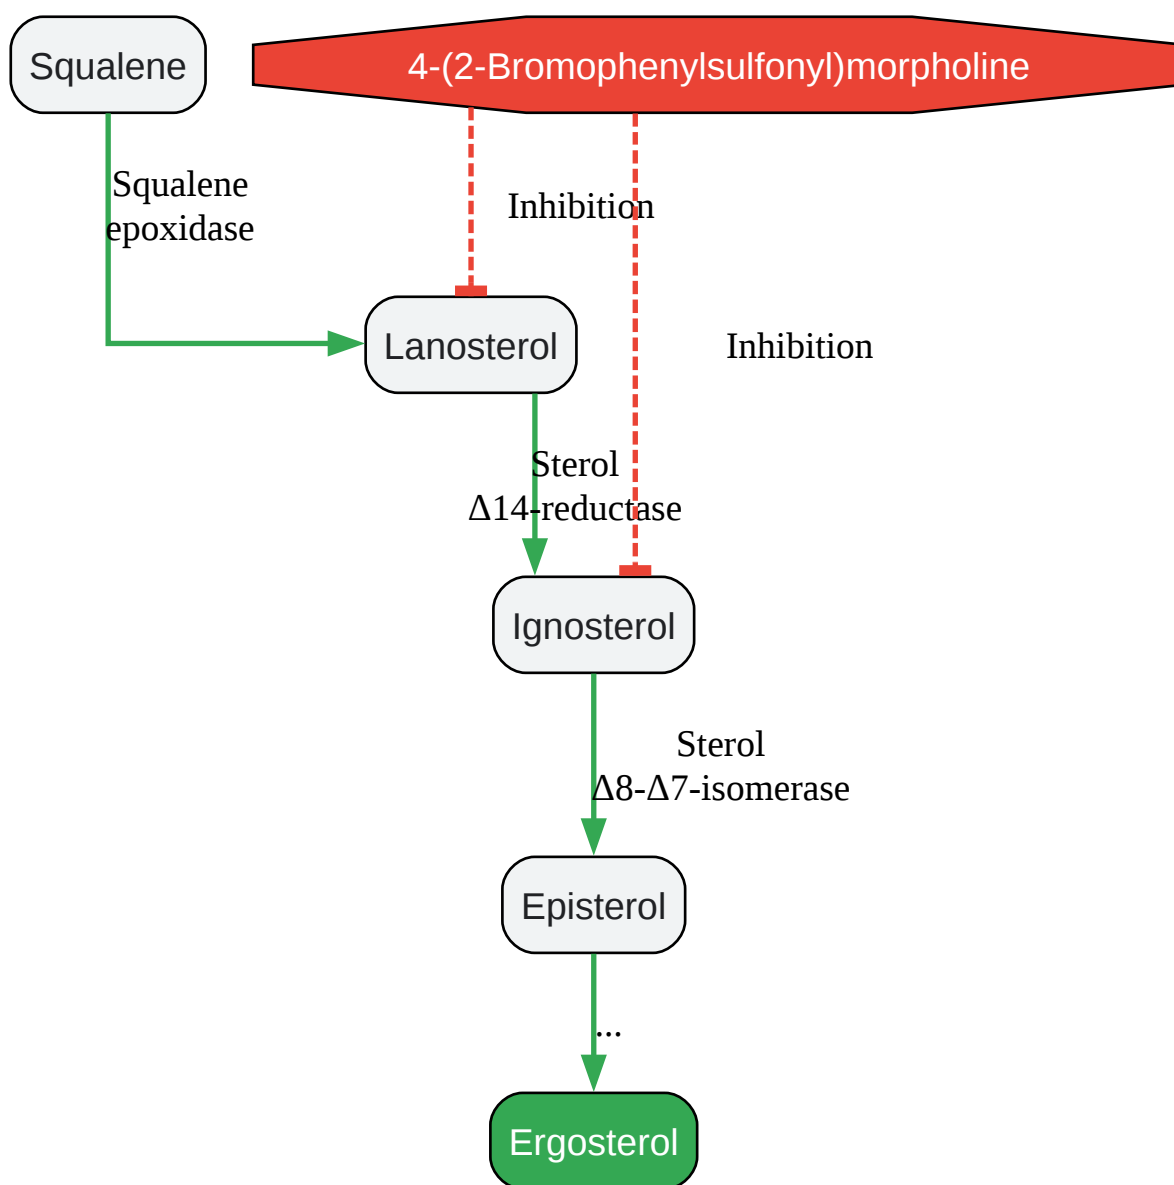 Squalene
4-(2-Bromophenylsulfonyl)morpholine
Squalene
epoxidase
Inhibition
Lanosterol
Inhibition
Sterol
Δ14-reductase
Ignosterol
Sterol
Δ8-Δ7-isomerase
Episterol
...
Ergosterol